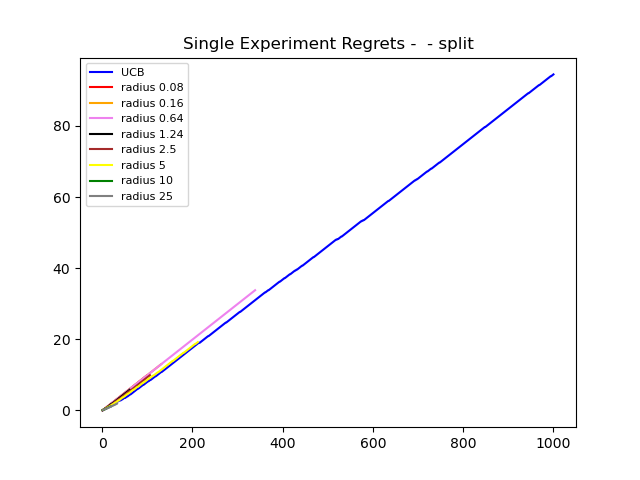 Single Experiment Regrets -  - split
UCB
radius 0.08
radius 0.16
radius 0.64
radius 1.24
radius 2.5
radius 5
radius 10
radius 25
80
60
40
20
0
0 200 400 600 800 1000